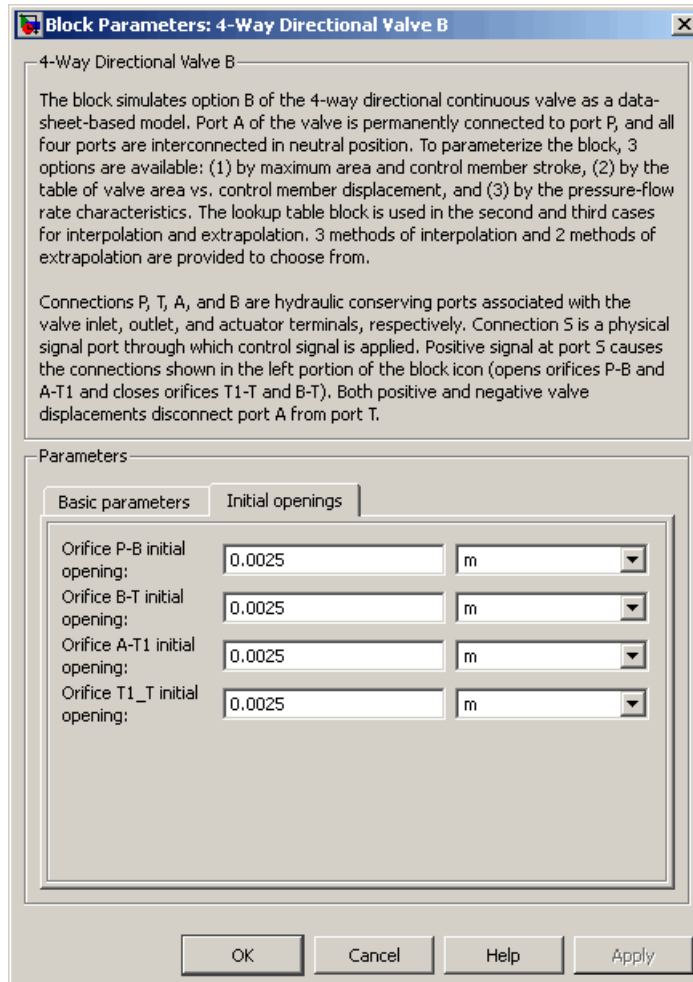 Block Parameters: 4-Way Directional Valve B
4-Way Directional Valve B
The block simulates option B of the 4-way directional continuous valve as a data-
sheet-based model. Port A of the valve is permanently connected to port P, and all
four ports are interconnected in neutral position. To parameterize the block, 3
options are available: (1) by maximum area and control member stroke, (2) by the
table of valve area vs. control member displacement, and (3) by the pressure-flow
rate characteristics. The lookup table block is used in the second and third cases
for interpolation and extrapolation. 3 methods of interpolation and 2 methods of
extrapolation are provided to choose from.
Connections P, T, A, and B are hydraulic conserving ports associated with the
valve inlet, outlet, and actuator terminals, respectively. Connection S is a physical
signal port through which control signal is applied. Positive signal at port S causes
the connections shown in the left portion of the block icon (opens orifices P-B and
A-T1 and closes orifices T1-T and B-T). Both positive and negative valve
displacements disconnect port A from port T.
Parameters
Basic parameters Initial openings
Orifice P-B initial
opening: 0.0025 m
Orifice B-T initial
opening: 0.0025 m
Orifice A-T1 initial
opening: 0.0025 m
Orifice T1_T initial
opening: 0.0025 m
OK Cancel Help Apply